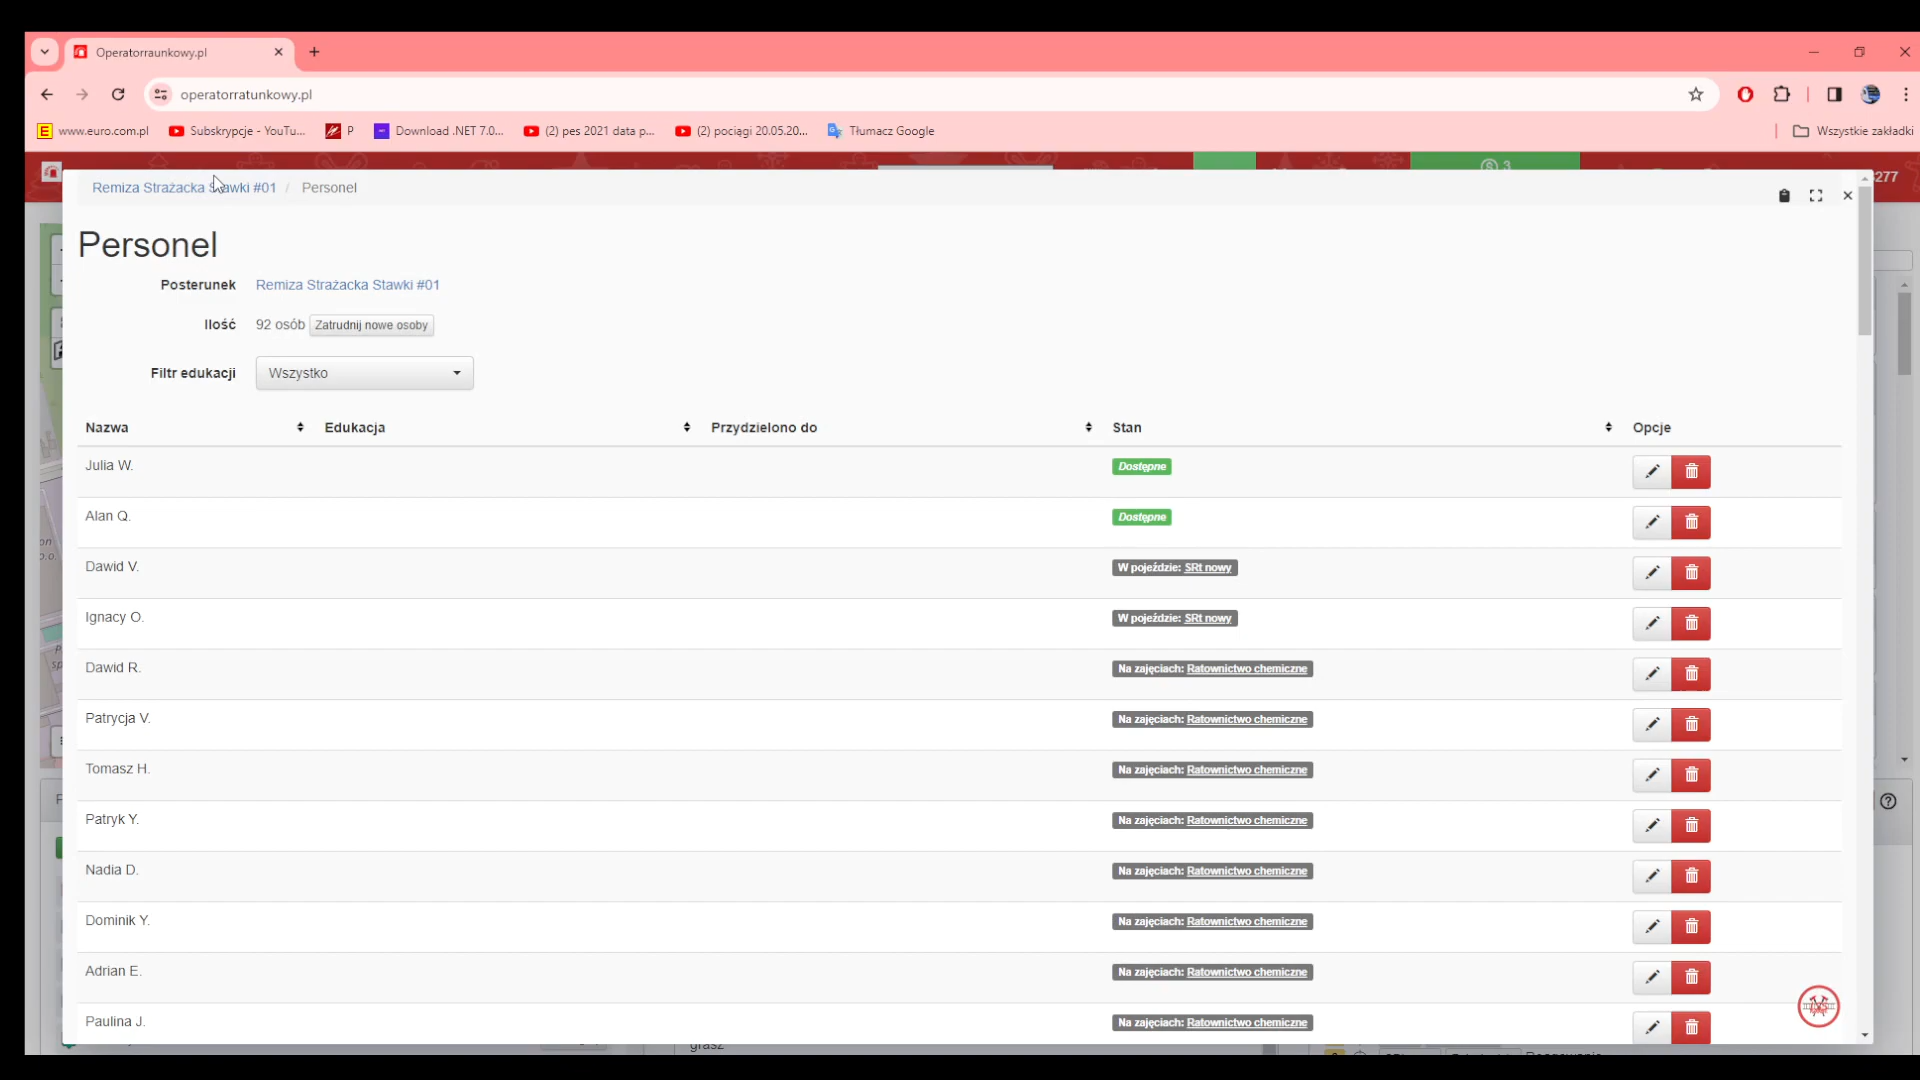 Operatorraunkowy.pl
operatorratunkowy.pl
www.euro.com.pl
Subskrypcje - YouTu...
P
Download .NET 7.0...
(2) pes 2021 data p...
(2) pociągi 20.05.20...
Tłumacz Google
Wszystkie zakładki
3
277
Remiza Strażacka Stawki #01 / Personel
Personel
Posterunek Remiza Strażacka Stawki #01
Ilość 92 osób Zatrudnij nowe osoby
Filtr edukacji Wszystko
Nazwa Edukacja Przydzielono do Stan Opcje
Julia W. Dostępne
Alan Q. Dostępne
Dawid V. W pojeździe: SRt nowy
Ignacy O. W pojeździe: SRt nowy
Dawid R. Na zajęciach: Ratownictwo chemiczne
Patrycja V. Na zajęciach: Ratownictwo chemiczne
Tomasz H. Na zajęciach: Ratownictwo chemiczne
Patryk Y. Na zajęciach: Ratownictwo chemiczne
Nadia D. Na zajęciach: Ratownictwo chemiczne
Dominik Y. Na zajęciach: Ratownictwo chemiczne
Adrian E. Na zajęciach: Ratownictwo chemiczne
Paulina J. Na zajęciach: Ratownictwo chemiczne
grasz